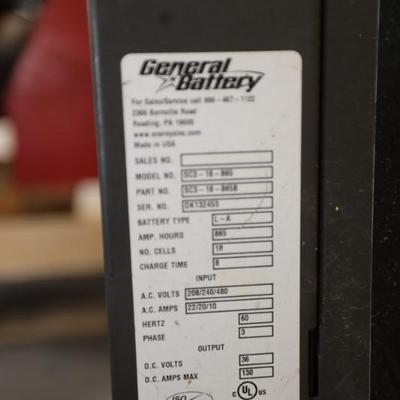 General
Battery
For Sales/Service call 866-467-1122
2366 Bernville Road
Reading, PA 19605
www.enersysinc.com
Made in USA
SALES NO.
MODEL NO. SC3-18-865
PART NO. SC3-18-865B
SER. NO. DK132453
BATTERY TYPE L-A
AMP. HOURS 865
NO. CELLS 18
CHARGE TIME 8
INPUT
A.C. VOLTS 208/240/480
A.C. AMPS 22/20/10
HERTZ 60
PHASE 3
OUTPUT
D.C. VOLTS 36
D.C. AMPS MAX 130
ISO
C UL US